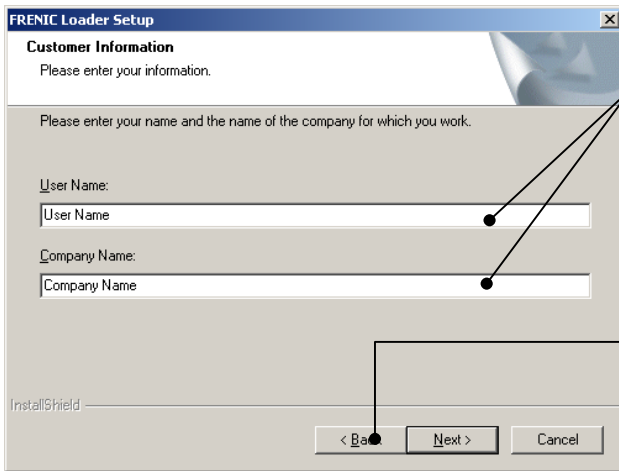 FRENIC Loader Setup
Customer Information
Please enter your information.
Please enter your name and the name of the company for which you work.
User Name:
User Name
Company Name:
Company Name
InstallShield
< Back Next > Cancel